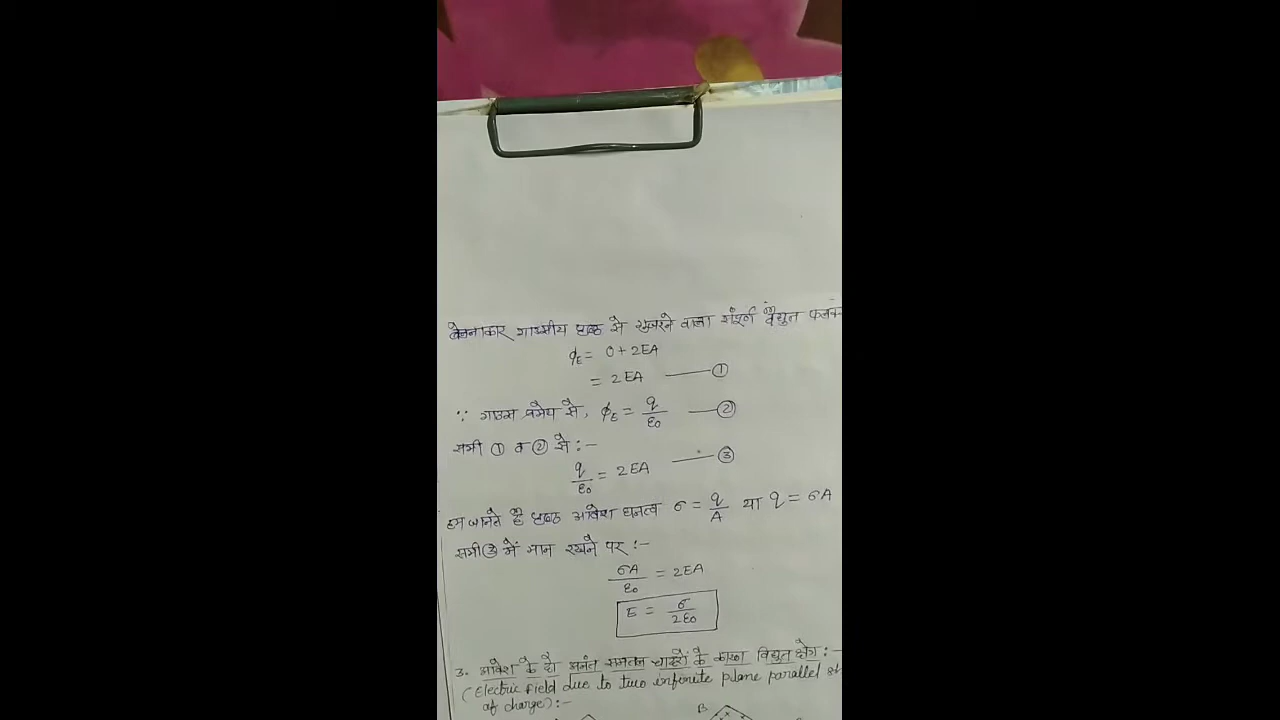 बेलनाकार गाउसीय पृष्ठ से गुजरने वाला संपूर्ण वैद्युत फलक्स
ϕE = 0 + 2EA
= 2EA —— ①
∵ गाउस प्रमेय से, ϕE = q/ε0 —— ②
समी ① व ② से :-
q/ε0 = 2EA —— ③
हम जानते है पृष्ठ आवेश घनत्व σ = q/A या q = σA
समी ③ में मान रखने पर :-
σA/ε0 = 2EA
E = σ/2ε0
3. आवेश के दो अनंत समतल चादरों के कारण विद्युत क्षेत्र :-
(Electric field due to two infinite plane parallel
of charge) :-
B